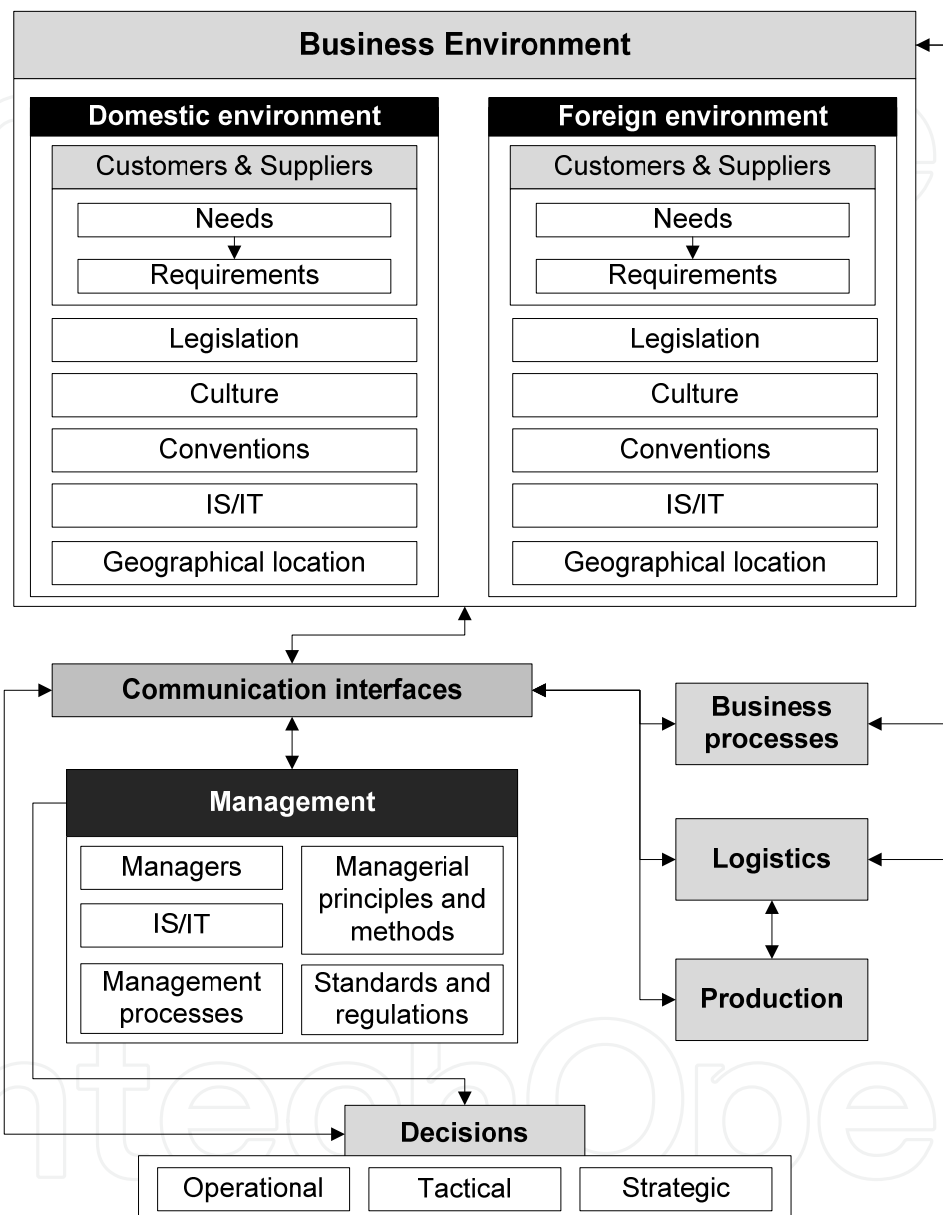 Business Environment
Domestic environment
Customers & Suppliers
Needs
Requirements
Legislation
Culture
Conventions
IS/IT
Geographical location
Foreign environment
Customers & Suppliers
Needs
Requirements
Legislation
Culture
Conventions
IS/IT
Geographical location
Communication interfaces
Business
processes
Logistics
Production
Management
Managers
IS/IT
Management
processes
Managerial
principles and
methods
Standards and
regulations
Decisions
Operational
Tactical
Strategic